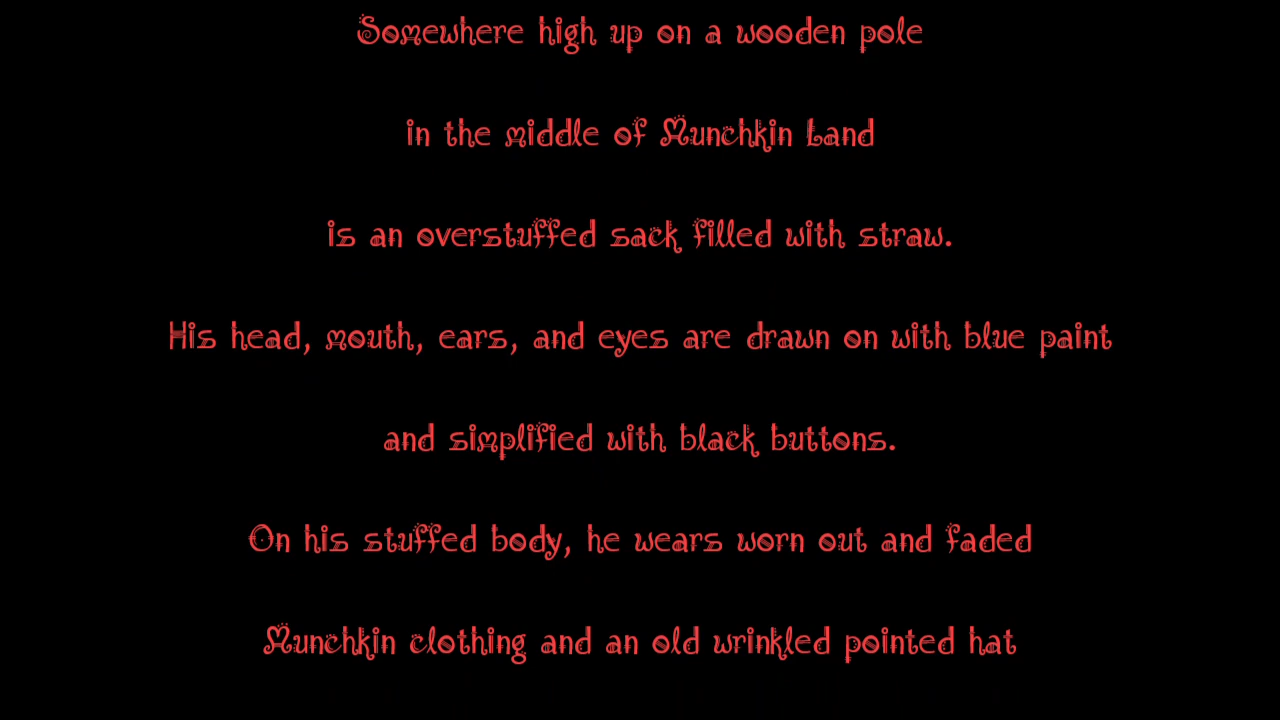 Somewhere high up on a wooden pole
in the middle of Munchkin Land
is an overstuffed sack filled with straw.
His head, mouth, ears, and eyes are drawn on with blue paint
and simplified with black buttons.
On his stuffed body, he wears worn out and faded
Munchkin clothing and an old wrinkled pointed hat